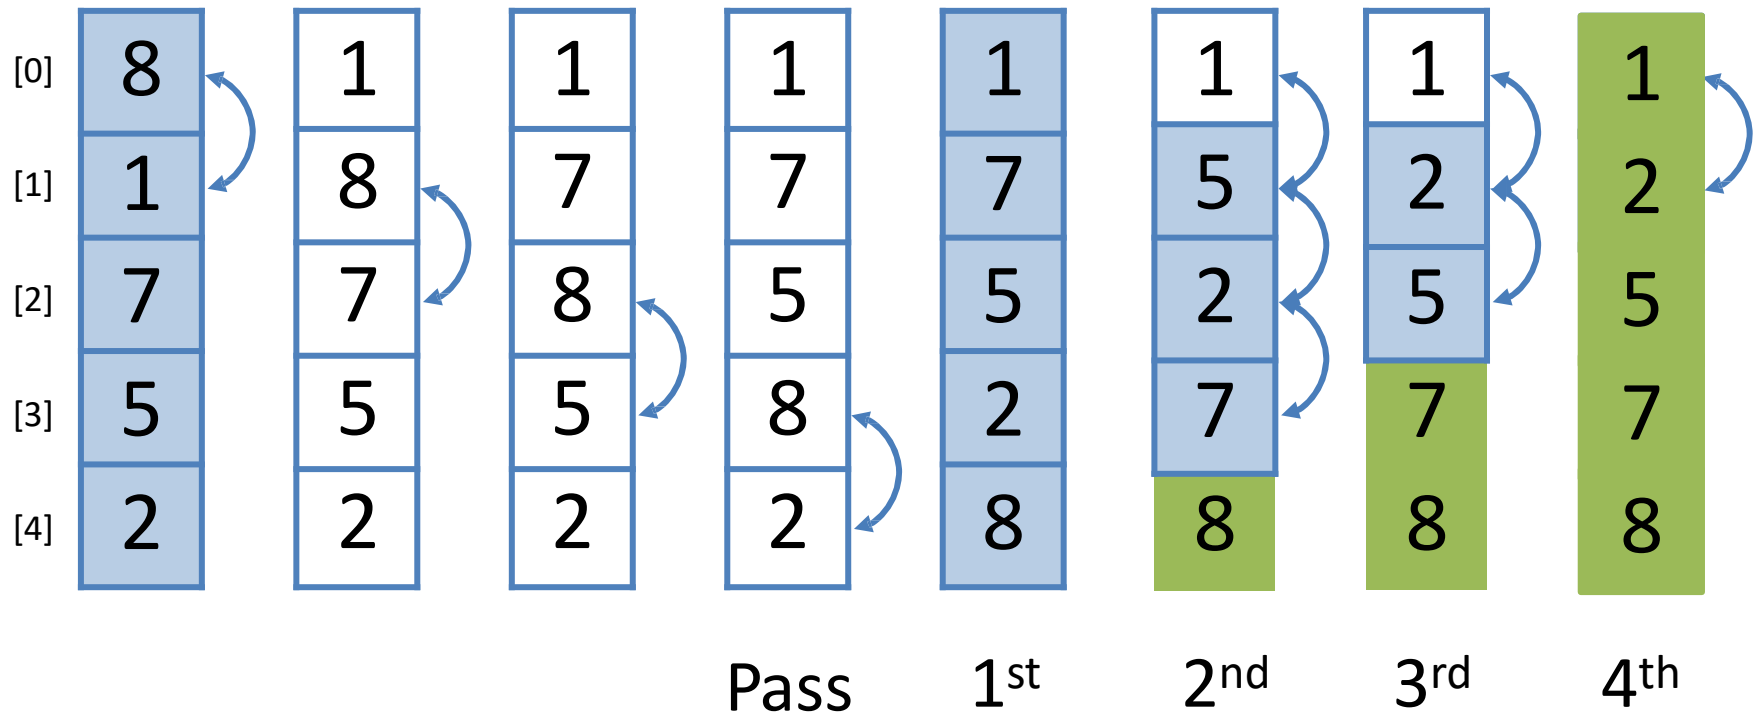 [0] 8 1 1 1 1 1 1 1
[1] 1 8 7 7 7 5 2 2
[2] 7 7 8 5 5 2 5 5
[3] 5 5 5 8 2 7 7 7
[4] 2 2 2 2 8 8 8 8
Pass 1st 2nd 3rd 4th